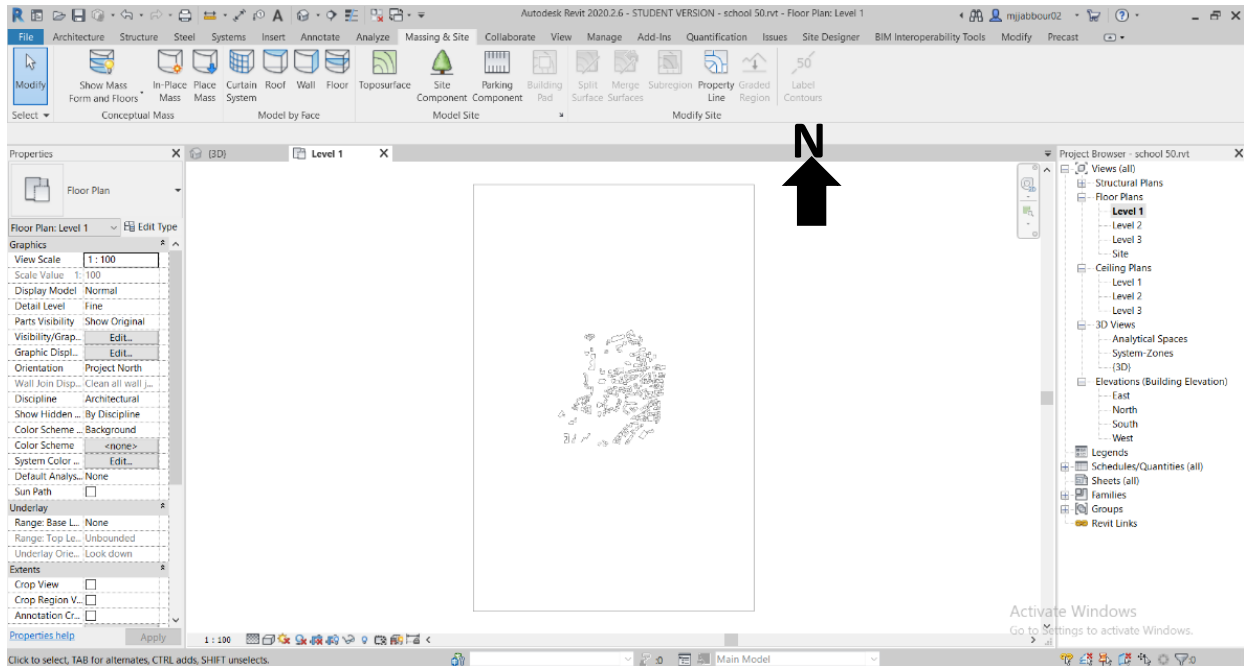 Autodesk Revit 2020.2.6 - STUDENT VERSION - school 50.rvt - Floor Plan: Level 1
mjjabbour02
File Architecture Structure Steel Systems Insert Annotate Analyze Massing & Site Collaborate View Manage Add-Ins Quantification Issues Site Designer BIM Interoperability Tools Modify Precast
Modify
Show Mass
Form and Floors
In-Place
Mass
Place
Mass
Curtain
System
Roof
Wall
Floor
Toposurface
Site
Component
Parking
Component
Building
Pad
Split
Surface
Merge
Surfaces
Subregion
Property
Line
Graded
Region
50
Label
Contours
Select
Conceptual Mass
Model by Face
Model Site
Modify Site
N
Properties
{3D}
Level 1
Floor Plan
Floor Plan: Level 1
Edit Type
Graphics
View Scale 1 : 100
Scale Value 1: 100
Display Model Normal
Detail Level Fine
Parts Visibility Show Original
Visibility/Grap... Edit...
Graphic Displ... Edit...
Orientation Project North
Wall Join Disp... Clean all wall j...
Discipline Architectural
Show Hidden ... By Discipline
Color Scheme ... Background
Color Scheme <none>
System Color ... Edit...
Default Analys... None
Sun Path
Underlay
Range: Base L... None
Range: Top Le... Unbounded
Underlay Orie... Look down
Extents
Crop View
Crop Region V...
Annotation Cr...
Properties help
Apply
Project Browser - school 50.rvt
Views (all)
Structural Plans
Floor Plans
Level 1
Level 2
Level 3
Site
Ceiling Plans
Level 1
Level 2
Level 3
3D Views
Analytical Spaces
System-Zones
{3D}
Elevations (Building Elevation)
East
North
South
West
Legends
Schedules/Quantities (all)
Sheets (all)
Families
Groups
Revit Links
Activate Windows
Go to Settings to activate Windows.
1 : 100
Click to select, TAB for alternates, CTRL adds, SHIFT unselects.
:0
Main Model
:0